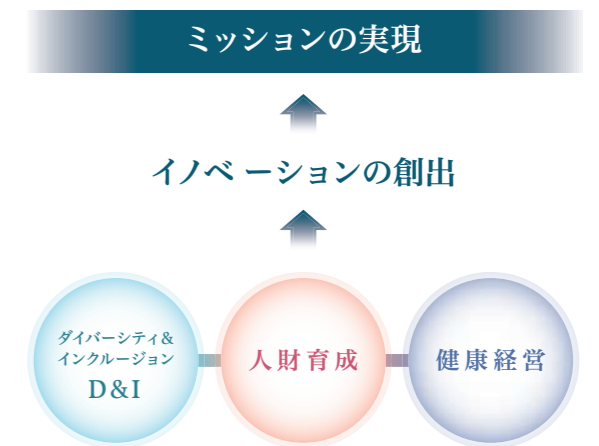 ミッションの実現
イノベーションの創出
ダイバーシティ&
インクルージョン
D&I
人財育成
健康経営